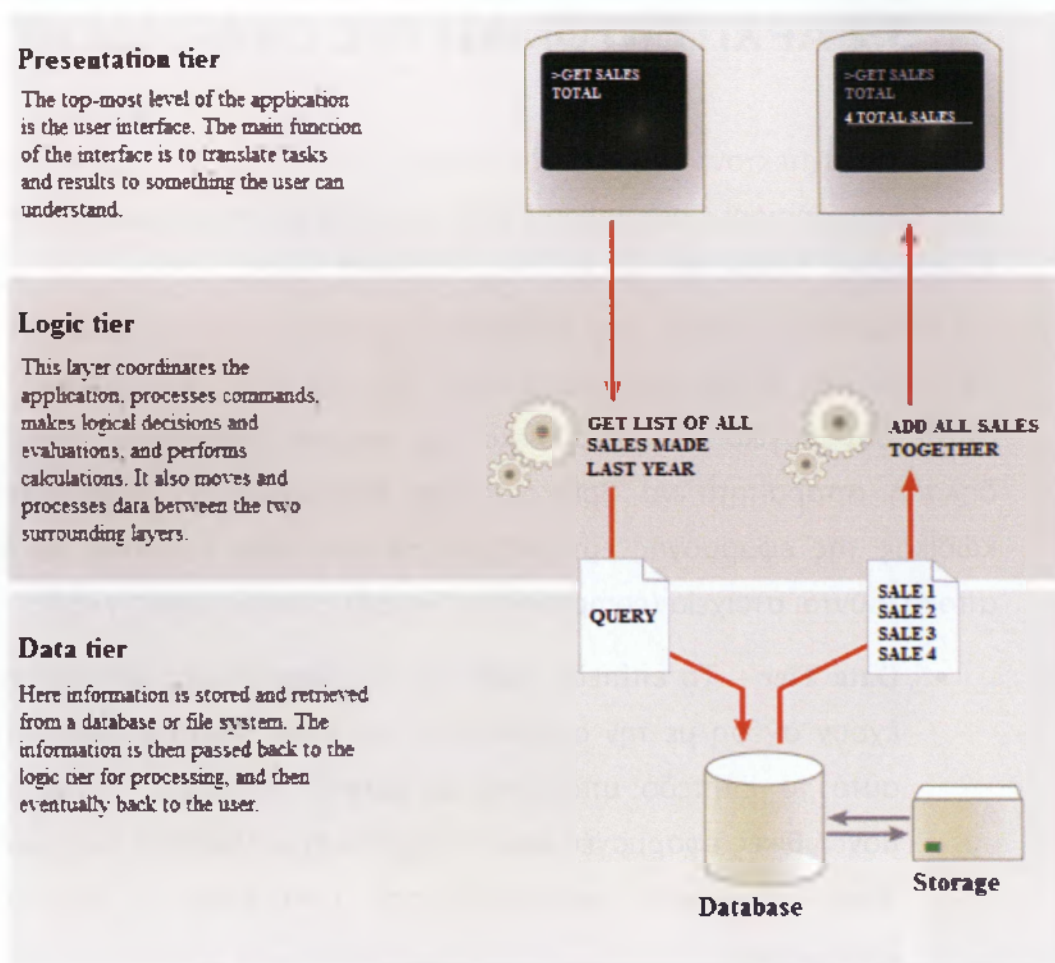 Presentation tier
The top-most level of the application
is the user interface. The main function
of the interface is to translate tasks
and results to something the user can
understand.
>GET SALES
TOTAL
>GET SALES
TOTAL
4 TOTAL SALES
Logic tier
This layer coordinates the
application, processes commands,
makes logical decisions and
evaluations, and performs
calculations. It also moves and
processes data between the two
surrounding layers.
GET LIST OF ALL
SALES MADE
LAST YEAR
ADD ALL SALES
TOGETHER
QUERY
SALE 1
SALE 2
SALE 3
SALE 4
Data tier
Here information is stored and retrieved
from a database or file system. The
information is then passed back to the
logic tier for processing, and then
eventually back to the user.
Database
Storage